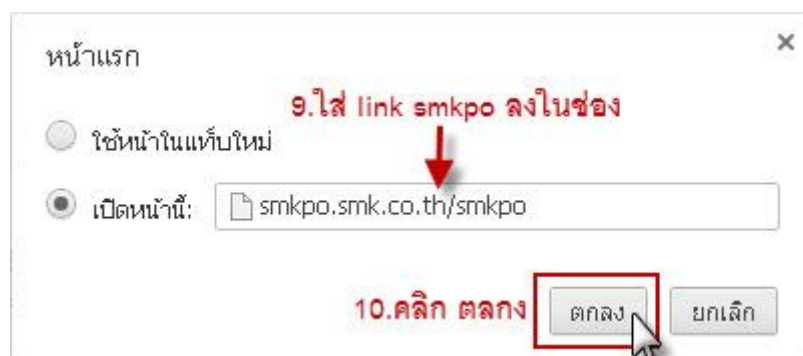 หน้าแรก
9.ใส่ link smkpo ลงในช่อง
ใช้หน้าในแท็บใหม่
เปิดหน้านี้: smkpo.smk.co.th/smkpo
10.คลิก ตลกง ตกลง ยกเลิก